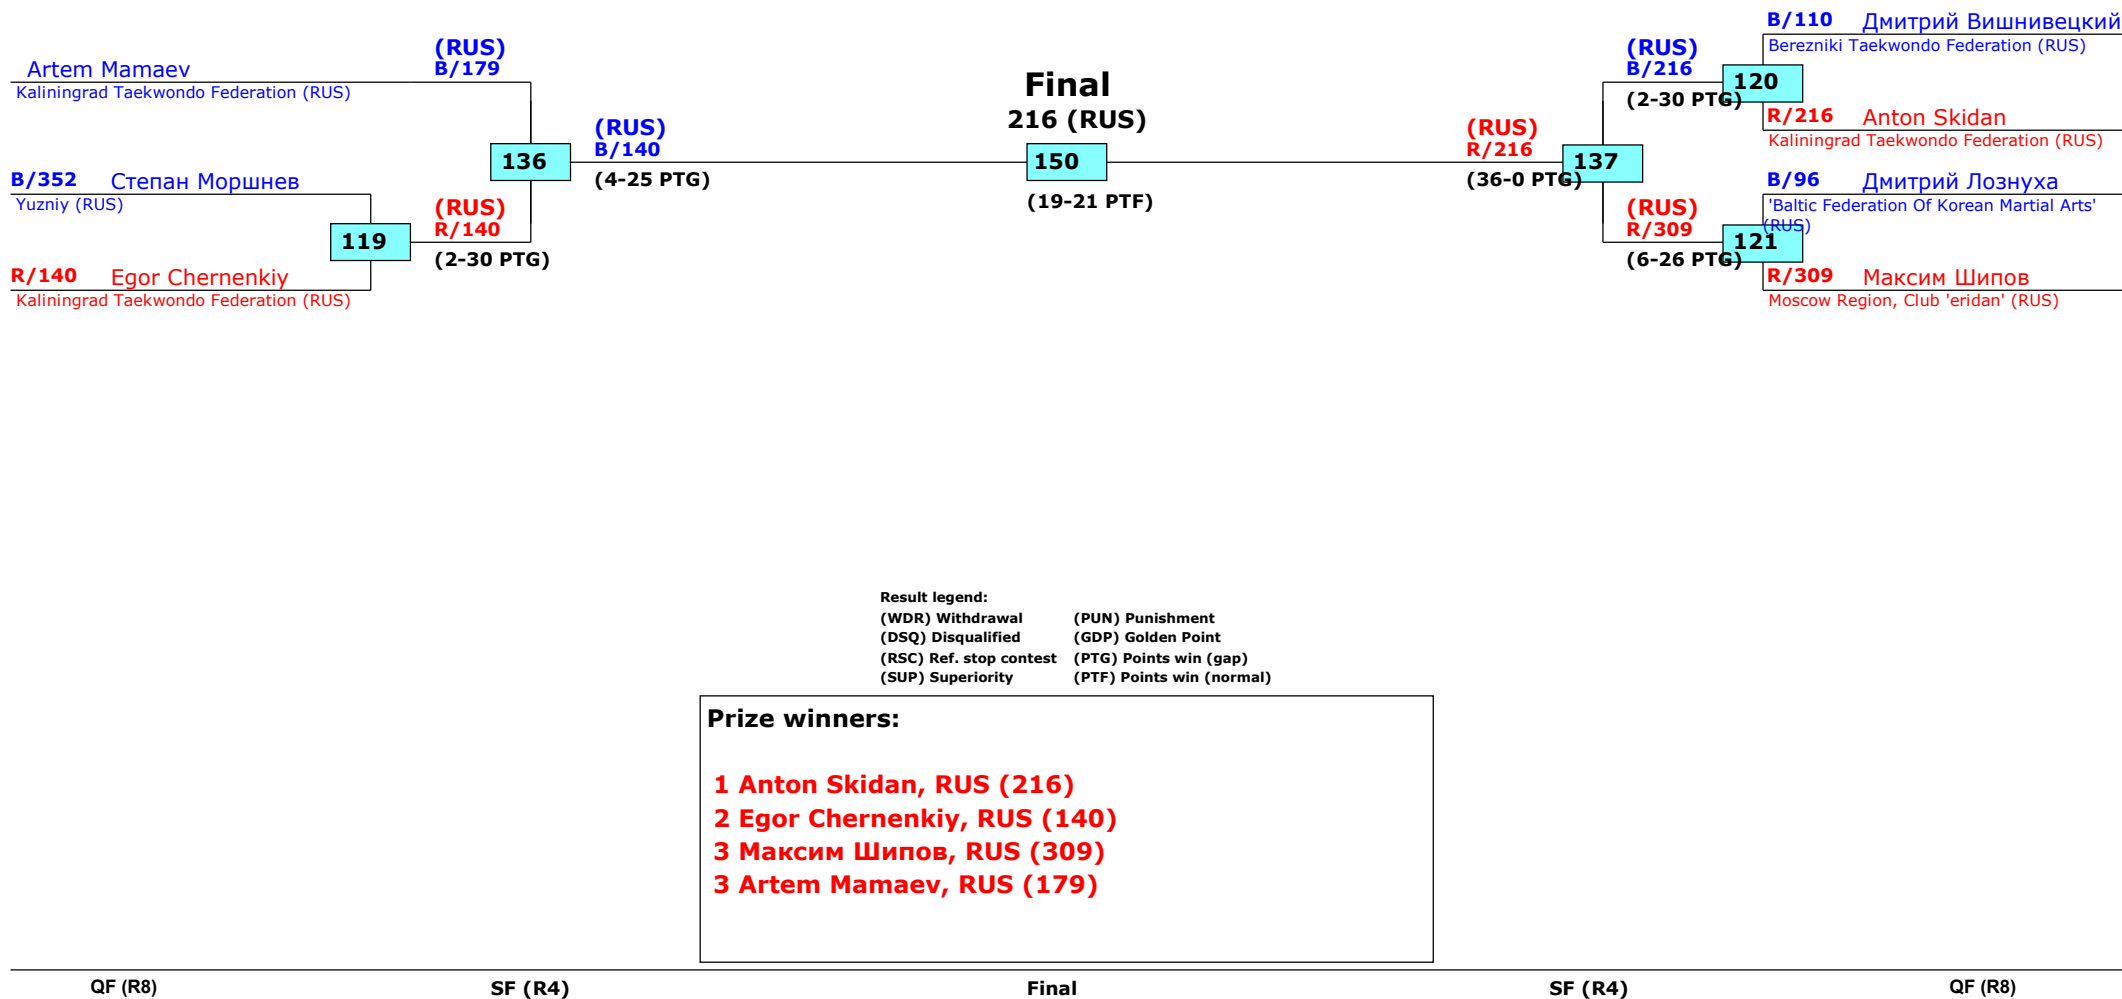 Artem Mamaev
Kaliningrad Taekwondo Federation (RUS)
(RUS)
B/179
B/352 Степан Моршнев
Yuzniy (RUS)
119
R/140 Egor Chernenkiy
Kaliningrad Taekwondo Federation (RUS)
(RUS)
R/140
(2-30 PTG)
136
(RUS)
B/140
(4-25 PTG)
Final
216 (RUS)
150
(19-21 PTF)
(RUS)
R/216
(36-0 PTG)
137
(RUS)
B/216
(2-30 PTG)
120
B/110 Дмитрий Вишнивецкий
Berezniki Taekwondo Federation (RUS)
R/216 Anton Skidan
Kaliningrad Taekwondo Federation (RUS)
B/96 Дмитрий Лознуха
'Baltic Federation Of Korean Martial Arts'
(RUS)
121
(RUS)
R/309
(6-26 PTG)
R/309 Максим Шипов
Moscow Region, Club 'eridan' (RUS)
Result legend:
(WDR) Withdrawal (PUN) Punishment
(DSQ) Disqualified (GDP) Golden Point
(RSC) Ref. stop contest (PTG) Points win (gap)
(SUP) Superiority (PTF) Points win (normal)
Prize winners:
1 Anton Skidan, RUS (216)
2 Egor Chernenkiy, RUS (140)
3 Максим Шипов, RUS (309)
3 Artem Mamaev, RUS (179)
QF (R8) SF (R4) Final SF (R4) QF (R8)